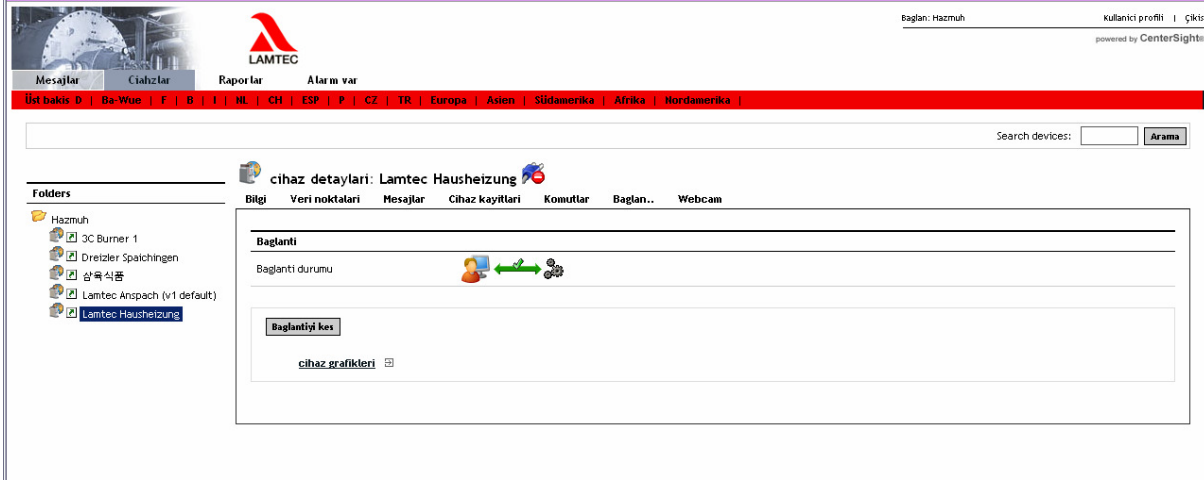 Baglan: Hazmuh
Kullanici profili | Çikis
powered by CenterSight
LAMTEC
Mesajlar Ciahzlar Raporlar Alarm var
Üst bakis D | Ba-Wue | F | B | I | NL | CH | ESP | P | CZ | TR | Europa | Asien | Südamerika | Afrika | Nordamerika |
Search devices: Arama
cihaz detaylari: Lamtec Hausheizung
Folders
Bilgi Veri noktalari Mesajlar Cihaz kayitlari Komutlar Baglan.. Webcam
Hazmuh
3C Burner 1
Dreizler Spaichingen
삼육식품
Lamtec Anspach (v1 default)
Lamtec Hausheizung
Baglanti
Baglanti durumu
Baglantiyi kes
cihaz grafikleri